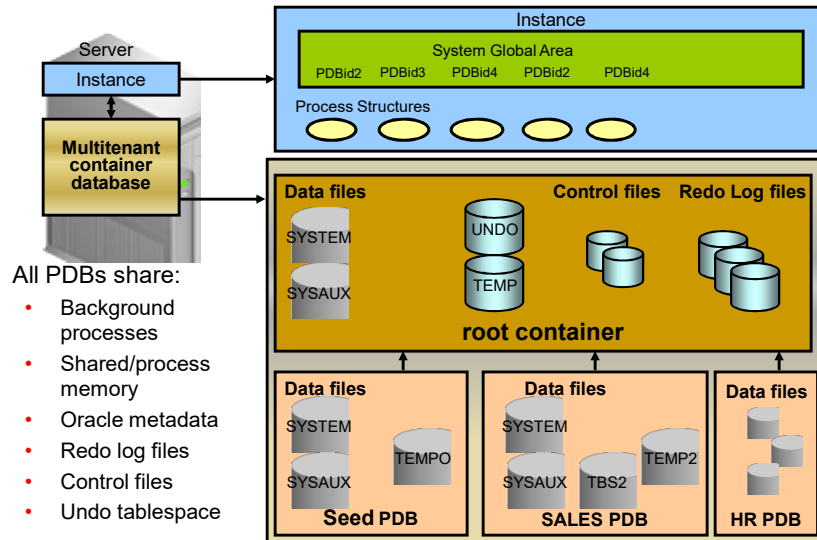 Server
Instance
Multitenant
container
database
All PDBs share:
• Background
processes
• Shared/process
memory
• Oracle metadata
• Redo log files
• Control files
• Undo tablespace
Instance
System Global Area
PDBid2 PDBid3 PDBid4 PDBid2 PDBid4
Process Structures
Data files
Control files
Redo Log files
SYSTEM
SYSAUX
UNDO
TEMP
root container
Data files
SYSTEM
SYSAUX
TEMPO
Seed PDB
Data files
SYSTEM
SYSAUX
TBS2
TEMP2
SALES PDB
Data files
HR PDB